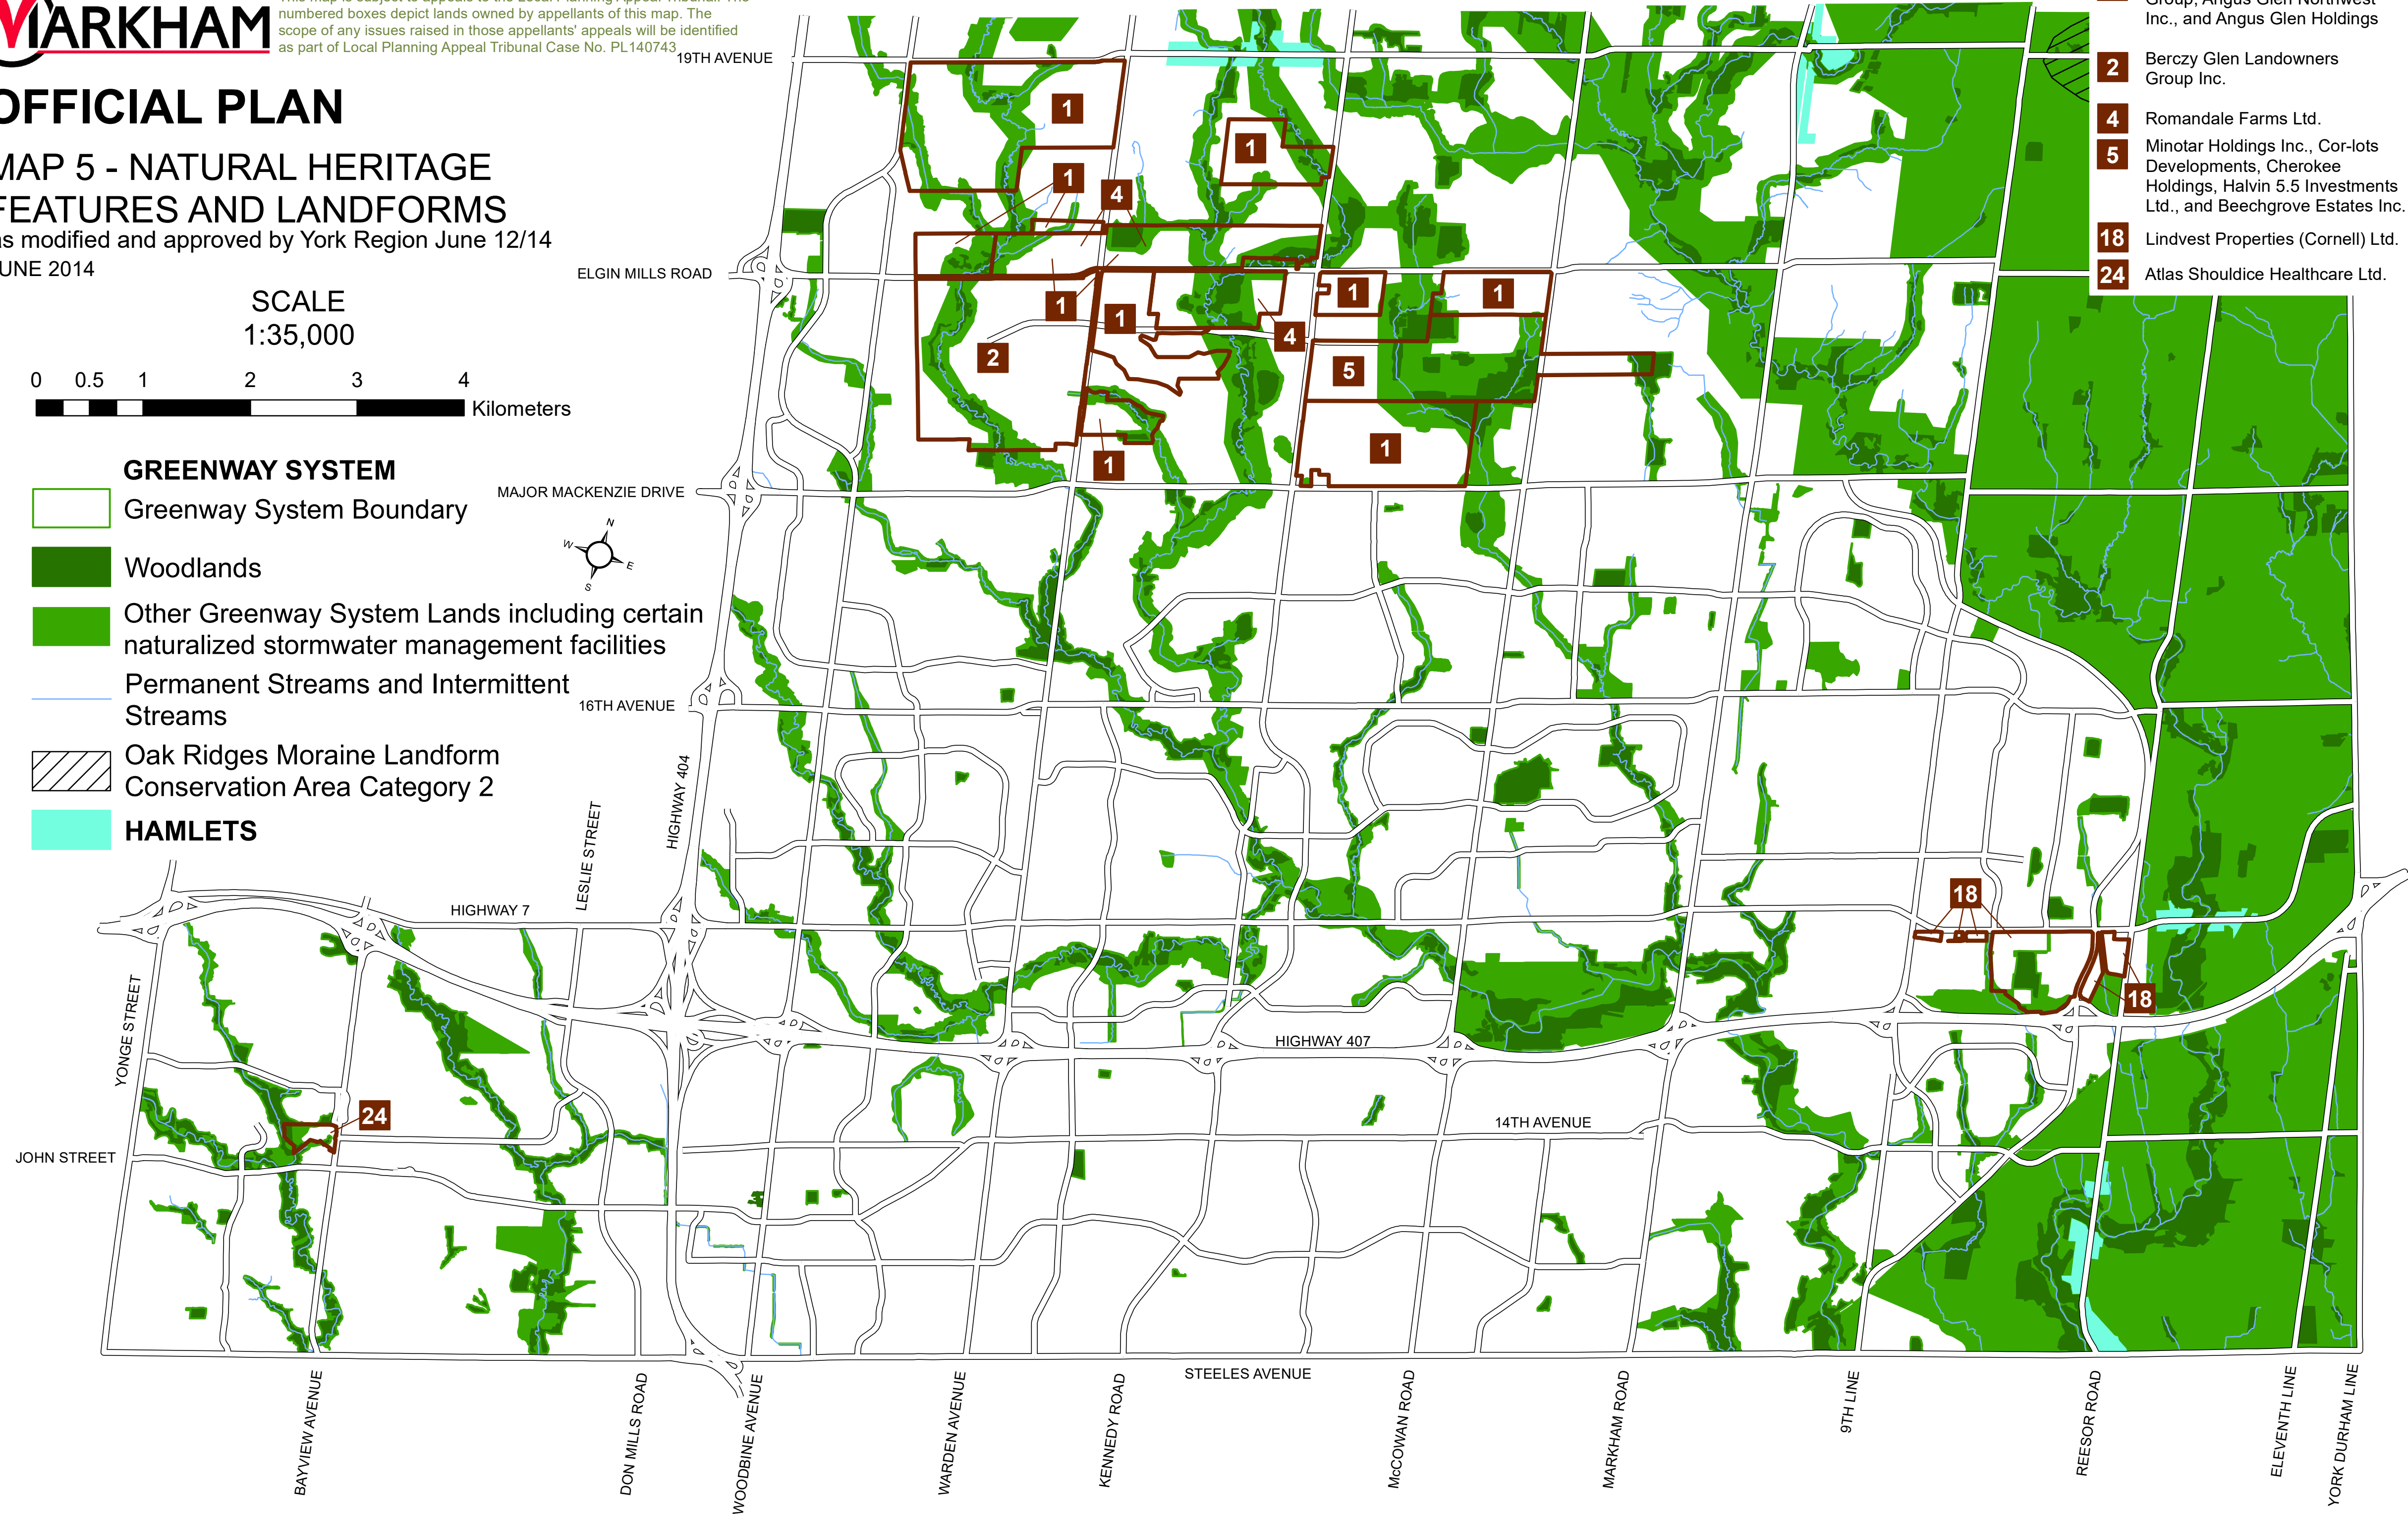 MARKHAM
numbered boxes depict lands owned by appellants of this map. The
scope of any issues raised in those appellants' appeals will be identified
as part of Local Planning Appeal Tribunal Case No. PL140743
OFFICIAL PLAN
MAP 5 - NATURAL HERITAGE
FEATURES AND LANDFORMS
as modified and approved by York Region June 12/14
JUNE 2014
SCALE
1:35,000
0 0.5 1 2 3 4
Kilometers
GREENWAY SYSTEM
Greenway System Boundary
Woodlands
Other Greenway System Lands including certain
naturalized stormwater management facilities
Permanent Streams and Intermittent
Streams
Oak Ridges Moraine Landform
Conservation Area Category 2
HAMLETS
N
W
E
S
Inc., and Angus Glen Holdings
2 Berczy Glen Landowners
Group Inc.
4 Romandale Farms Ltd.
5 Minotar Holdings Inc., Cor-lots
Developments, Cherokee
Holdings, Halvin 5.5 Investments
Ltd., and Beechgrove Estates Inc.
18 Lindvest Properties (Cornell) Ltd.
24 Atlas Shouldice Healthcare Ltd.
19TH AVENUE
1
1
1
4
ELGIN MILLS ROAD
1
1
1
1
4
2
5
1
1
MAJOR MACKENZIE DRIVE
16TH AVENUE
HIGHWAY 404
LESLIE STREET
HIGHWAY 7
18
18
YONGE STREET
HIGHWAY 407
24
14TH AVENUE
JOHN STREET
STEELES AVENUE
BAYVIEW AVENUE
DON MILLS ROAD
WOODBINE AVENUE
WARDEN AVENUE
KENNEDY ROAD
McCOWAN ROAD
MARKHAM ROAD
9TH LINE
REESOR ROAD
ELEVENTH LINE
YORK DURHAM LINE